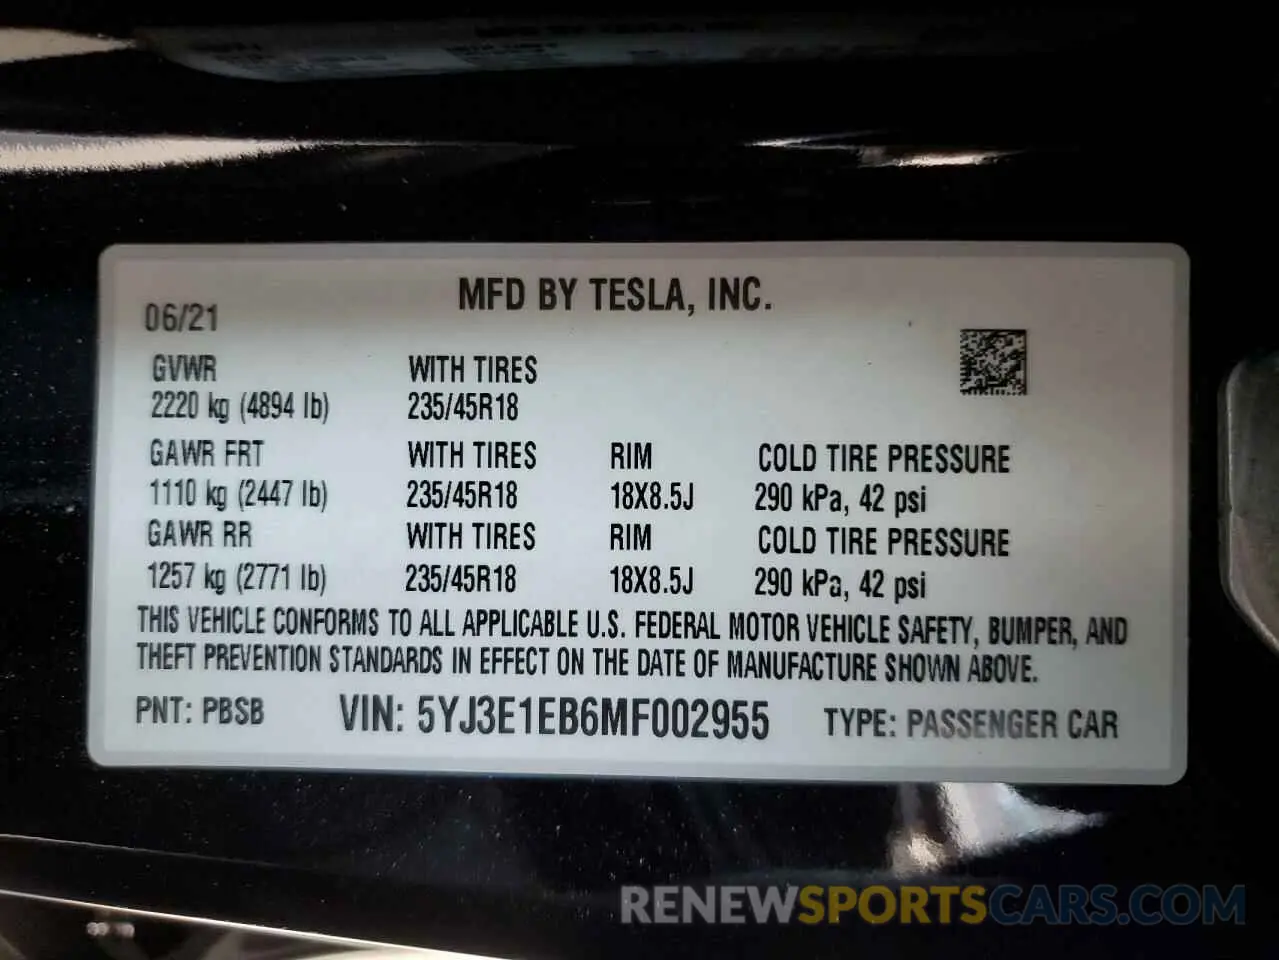 MFD BY TESLA, INC.
06/21
GVWR WITH TIRES
2220 kg (4894 lb) 235/45R18
GAWR FRT WITH TIRES RIM COLD TIRE PRESSURE
1110 kg (2447 lb) 235/45R18 18X8.5J 290 kPa, 42 psi
GAWR RR WITH TIRES RIM COLD TIRE PRESSURE
1257 kg (2771 lb) 235/45R18 18X8.5J 290 kPa, 42 psi
THIS VEHICLE CONFORMS TO ALL APPLICABLE U.S. FEDERAL MOTOR VEHICLE SAFETY, BUMPER, AND
THEFT PREVENTION STANDARDS IN EFFECT ON THE DATE OF MANUFACTURE SHOWN ABOVE.
PNT: PBSB VIN: 5YJ3E1EB6MF002955 TYPE: PASSENGER CAR
RENEWSPORTSCARS.COM